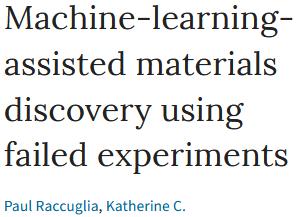 Machine-learning-
assisted materials
discovery using
failed experiments
Paul Raccuglia, Katherine C.